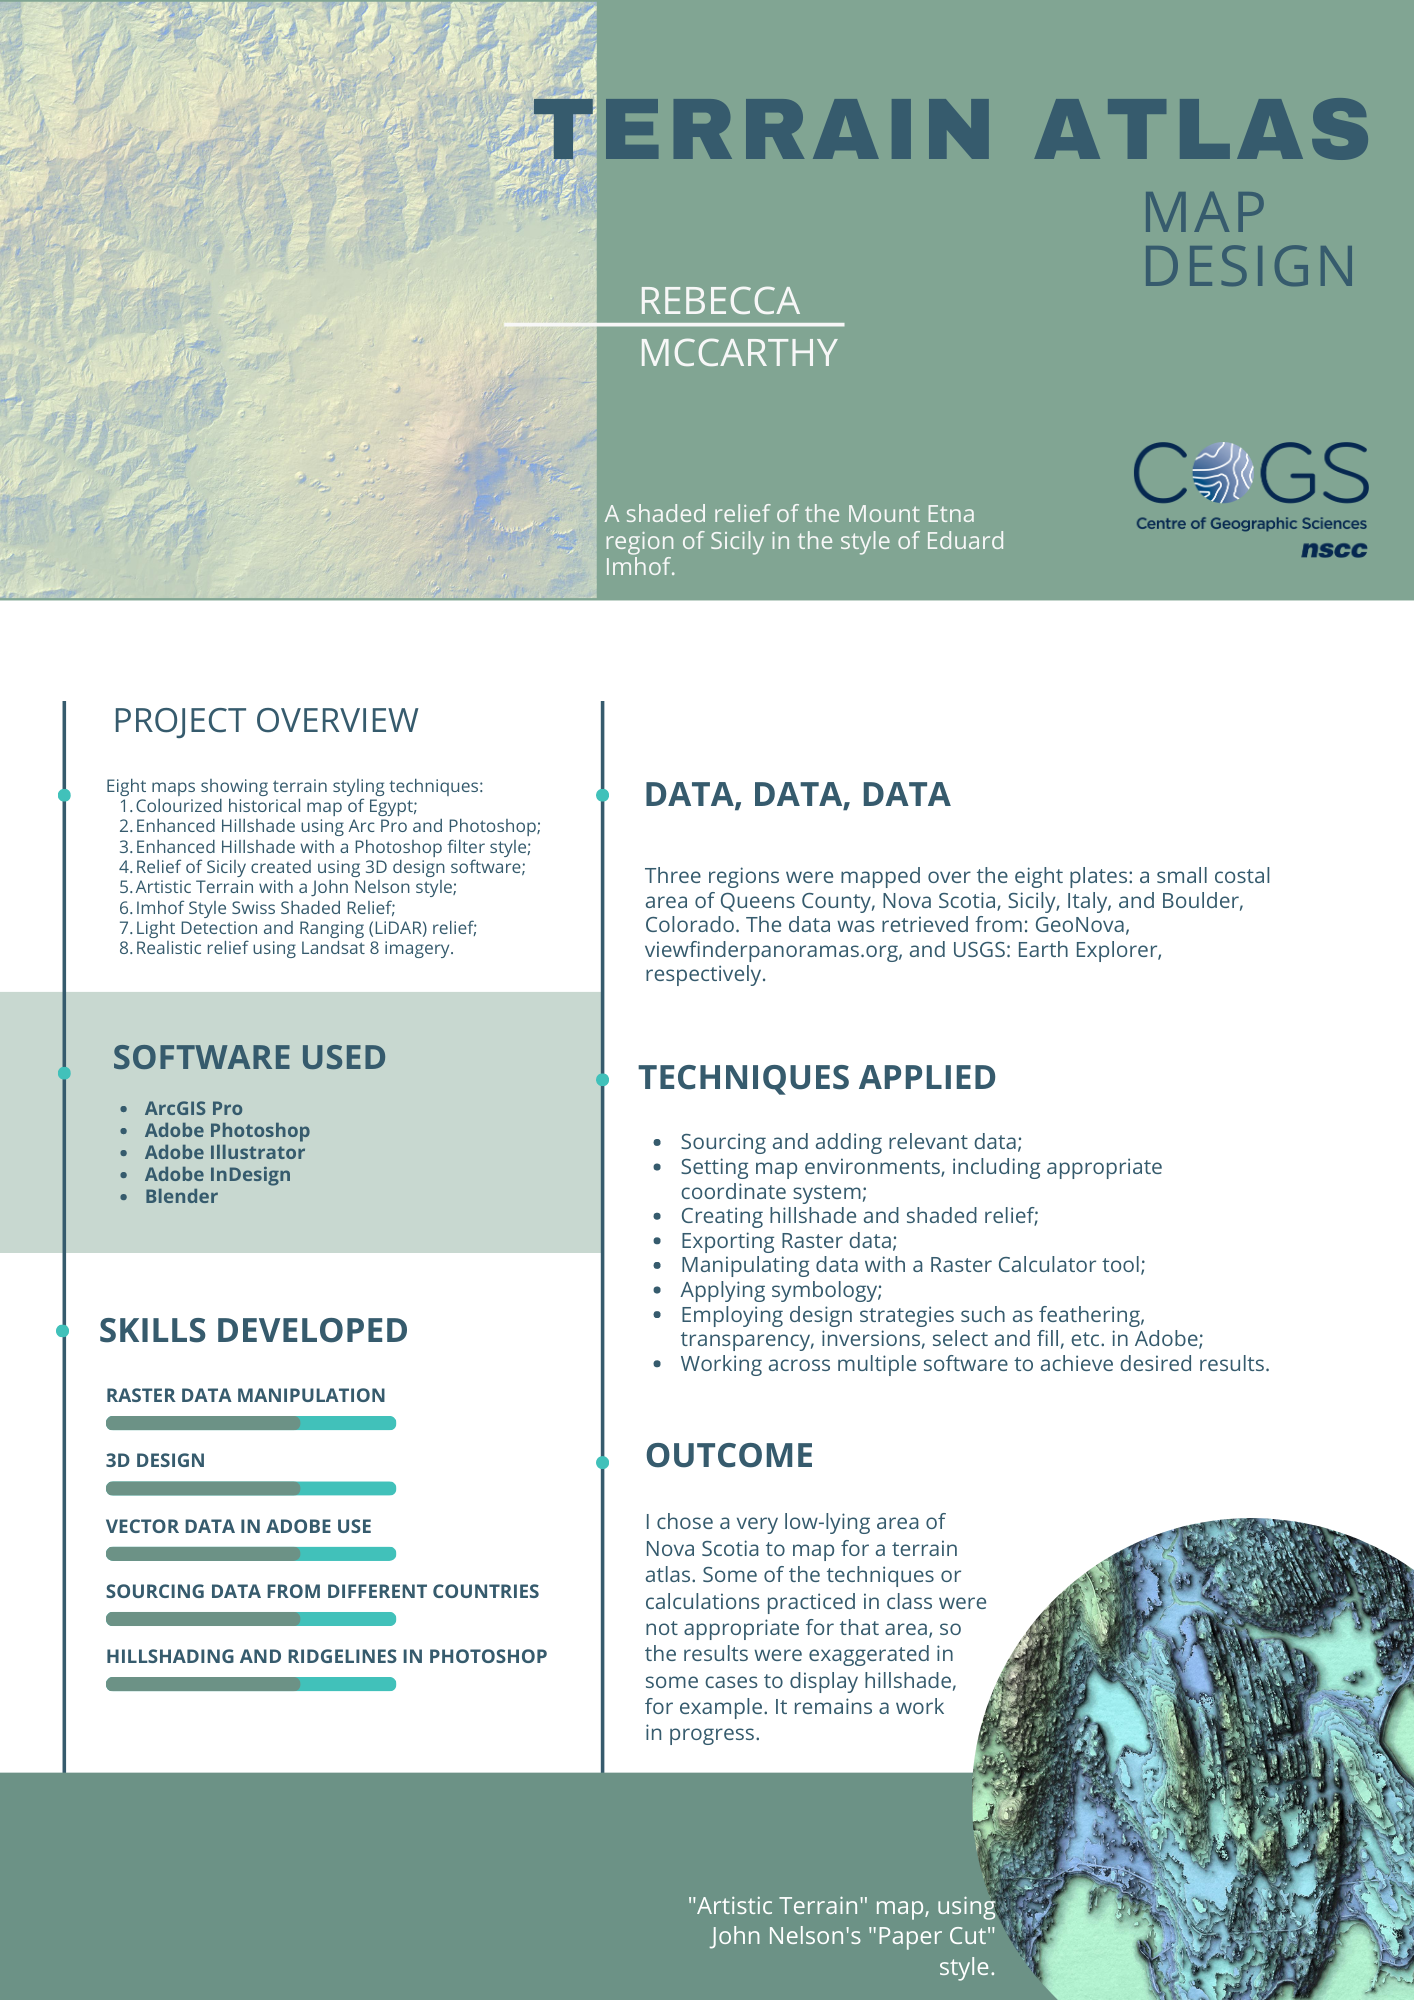 TERRAIN ATLAS
MAP
DESIGN
REBECCA
MCCARTHY
COGS
Centre of Geographic Sciences
nscc
A shaded relief of the Mount Etna
region of Sicily in the style of Eduard
Imhof.
PROJECT OVERVIEW
Eight maps showing terrain styling techniques:
1. Colourized historical map of Egypt;
2. Enhanced Hillshade using Arc Pro and Photoshop;
3. Enhanced Hillshade with a Photoshop filter style;
4. Relief of Sicily created using 3D design software;
5. Artistic Terrain with a John Nelson style;
6. Imhof Style Swiss Shaded Relief;
7. Light Detection and Ranging (LiDAR) relief;
8. Realistic relief using Landsat 8 imagery.
SOFTWARE USED
• ArcGIS Pro
• Adobe Photoshop
• Adobe Illustrator
• Adobe InDesign
• Blender
SKILLS DEVELOPED
RASTER DATA MANIPULATION
3D DESIGN
VECTOR DATA IN ADOBE USE
SOURCING DATA FROM DIFFERENT COUNTRIES
HILLSHADING AND RIDGELINES IN PHOTOSHOP
DATA, DATA, DATA
Three regions were mapped over the eight plates: a small costal
area of Queens County, Nova Scotia, Sicily, Italy, and Boulder,
Colorado. The data was retrieved from: GeoNova,
viewfinderpanoramas.org, and USGS: Earth Explorer,
respectively.
TECHNIQUES APPLIED
• Sourcing and adding relevant data;
• Setting map environments, including appropriate
coordinate system;
• Creating hillshade and shaded relief;
• Exporting Raster data;
• Manipulating data with a Raster Calculator tool;
• Applying symbology;
• Employing design strategies such as feathering,
transparency, inversions, select and fill, etc. in Adobe;
• Working across multiple software to achieve desired results.
OUTCOME
I chose a very low-lying area of
Nova Scotia to map for a terrain
atlas. Some of the techniques or
calculations practiced in class were
not appropriate for that area, so
the results were exaggerated in
some cases to display hillshade,
for example. It remains a work
in progress.
"Artistic Terrain" map, using
John Nelson's "Paper Cut"
style.